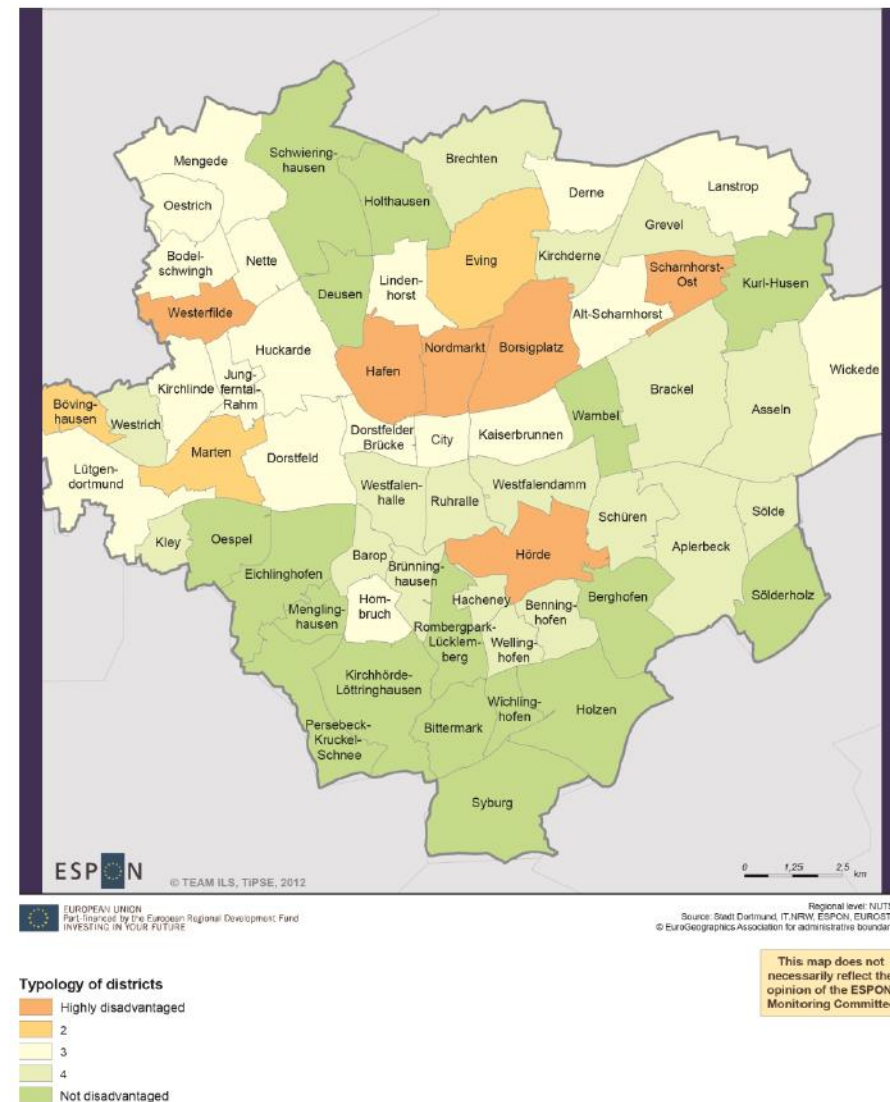 Mengede
Schwiering-
hausen
Brechten
Oestrich
Holthausen
Derne
Lanstrop
Grevel
Bodel-
schwingh
Nette
Eving
Kirchderne
Scharnhorst-
Ost
Deusen
Linden-
horst
Kurl-Husen
Westerfilde
Alt-Scharnhorst
Huckarde
Nordmarkt
Borsigplatz
Hafen
Wickede
Kirchlinde
Jung-
ferntal-
Rahm
Brackel
Böving-
hausen
Westrich
Wambel
Asseln
Dorstfelder
Brücke
City
Kaiserbrunnen
Marten
Dorstfeld
Lütgen-
dortmund
Westfalen-
halle
Ruhralle
Westfalendamm
Schüren
Sölde
Kley
Oespel
Barop
Hörde
Aplerbeck
Eichlinghofen
Brünning-
hausen
Hom-
bruch
Hacheney
Benning-
hofen
Berghofen
Sölderholz
Mengling-
hausen
Rombergpark-
Lücklem-
berg
Welling-
hofen
Kirchhörde-
Löttringhausen
Wichling-
hofen
Holzen
Persebeck-
Kruckel-
Schnee
Bittermark
Syburg
ESPON
© TEAM ILS, TIPSE, 2012
0 1,25 2,5
km
EUROPEAN UNION
Part-financed by the European Regional Development Fund
INVESTING IN YOUR FUTURE
Regional level: NUTS
Source: Stadt Dortmund, IT.NRW, ESPON, EUROST
© EuroGeographics Association for administrative boundar
This map does not
necessarily reflect the
opinion of the ESPON
Monitoring Committe
Typology of districts
Highly disadvantaged
2
3
4
Not disadvantaged